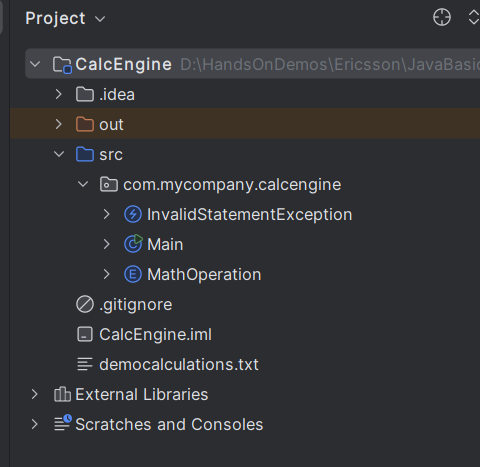 Project
CalcEngine D:\HandsOnDemos\Ericsson\JavaBasic
.idea
out
src
com.mycompany.calcengine
InvalidStatementException
Main
MathOperation
.gitignore
CalcEngine.iml
democalculations.txt
External Libraries
Scratches and Consoles